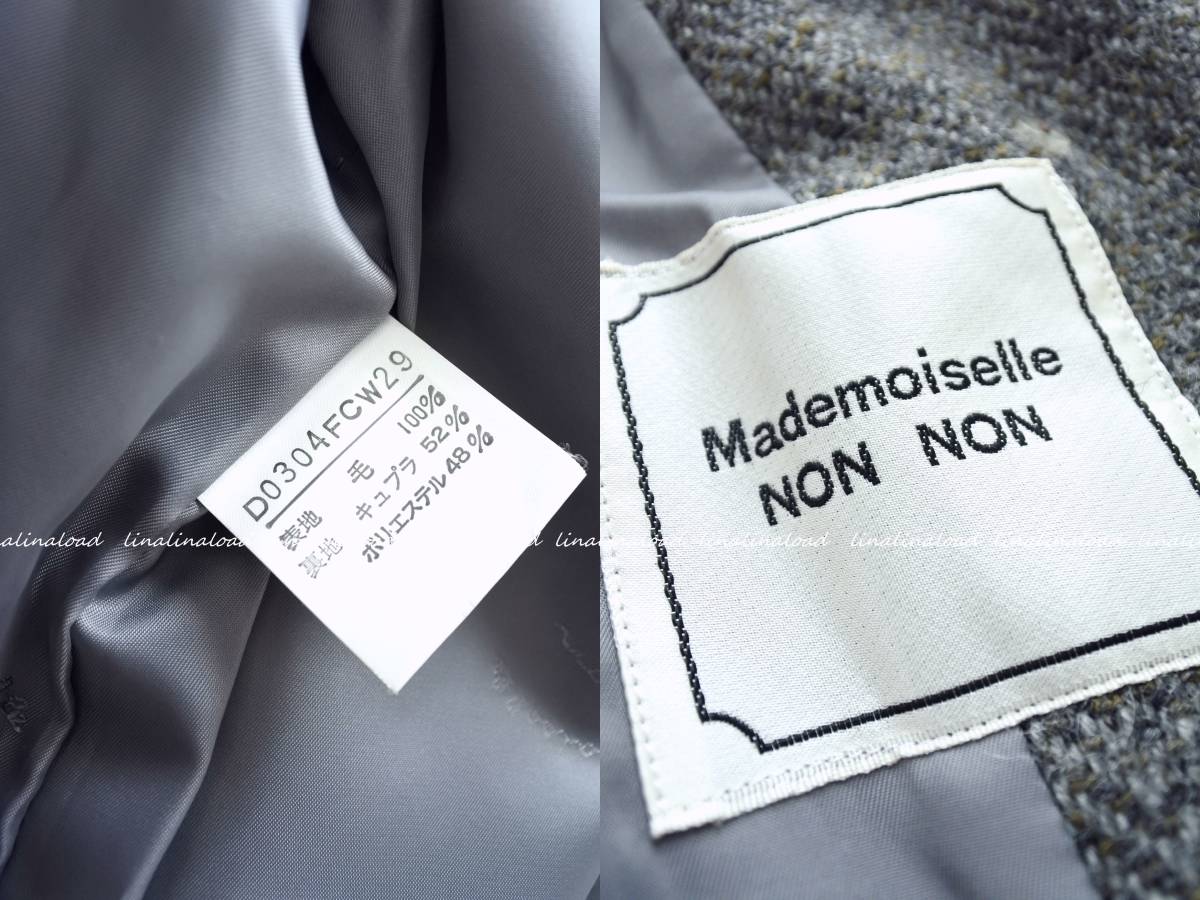 D0304FCW29
表地 毛 100%
裏地 キュプラ 52%
ポリエステル 48%
Mademoiselle
NON NON
alinaload linalinaload linalinaload linalinaload linalinaload